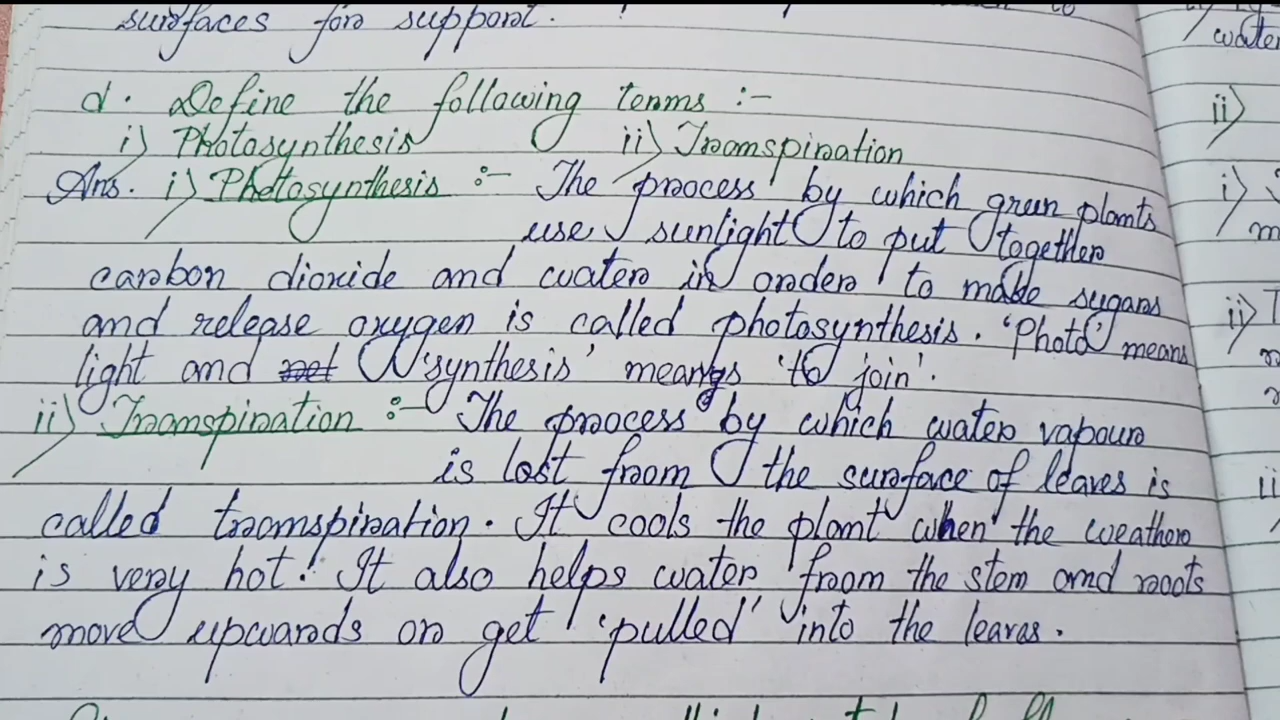 surfaces for support.
d. Define the following terms :-
i) Photosynthesis ii) Transpiration
Ans. i) Photosynthesis :- The process by which green plants
use sunlight to put together
carbon dioxide and water in order to make sugars
and release oxygen is called photosynthesis. 'Photo' means
light and 'synthesis' means 'to join'.
ii) Transpiration :- The process by which water vapour
is lost from the surface of leaves is
called transpiration. It cools the plant when the weather
is very hot. It also helps water from the stem and roots
move upwards or get 'pulled' into the leaves.
water
ii)
i)
ii)